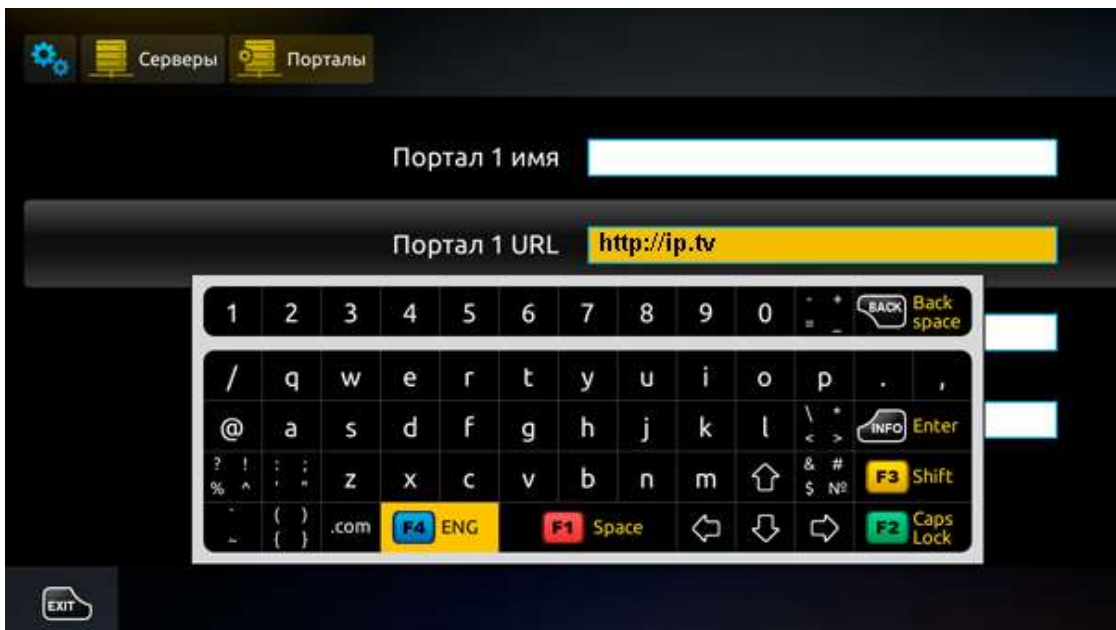 Серверы Порталы
Портал 1 имя
Портал 1 URL http://ip.tv
1 2 3 4 5 6 7 8 9 0 - + = _ BACK Back space
/ q w e r t y u i o p . ,
@ a s d f g h j k l \ * < > INFO Enter
? ! % ^ : ; ' " z x c v b n m & # $ № F3 Shift
` ~ ( ) { } .com F4 ENG F1 Space F2 Caps Lock
EXIT